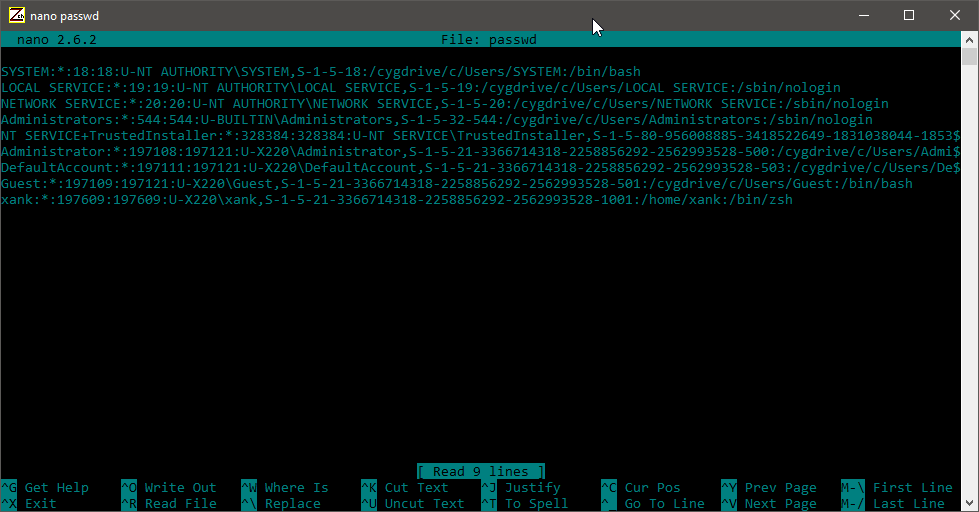 nano passwd
nano 2.6.2 File: passwd
SYSTEM:*:18:18:U-NT AUTHORITY\SYSTEM,S-1-5-18:/cygdrive/c/Users/SYSTEM:/bin/bash
LOCAL SERVICE:*:19:19:U-NT AUTHORITY\LOCAL SERVICE,S-1-5-19:/cygdrive/c/Users/LOCAL SERVICE:/sbin/nologin
NETWORK SERVICE:*:20:20:U-NT AUTHORITY\NETWORK SERVICE,S-1-5-20:/cygdrive/c/Users/NETWORK SERVICE:/sbin/nologin
Administrators:*:544:544:U-BUILTIN\Administrators,S-1-5-32-544:/cygdrive/c/Users/Administrators:/sbin/nologin
NT SERVICE+TrustedInstaller:*:328384:328384:U-NT SERVICE\TrustedInstaller,S-1-5-80-956008885-3418522649-1831038044-1853$
Administrator:*:197108:197121:U-X220\Administrator,S-1-5-21-3366714318-2258856292-2562993528-500:/cygdrive/c/Users/Admi$
DefaultAccount:*:197111:197121:U-X220\DefaultAccount,S-1-5-21-3366714318-2258856292-2562993528-503:/cygdrive/c/Users/De$
Guest:*:197109:197121:U-X220\Guest,S-1-5-21-3366714318-2258856292-2562993528-501:/cygdrive/c/Users/Guest:/bin/bash
xank:*:197609:197609:U-X220\xank,S-1-5-21-3366714318-2258856292-2562993528-1001:/home/xank:/bin/zsh
[ Read 9 lines ]
^G Get Help ^O Write Out ^W Where Is ^K Cut Text ^J Justify ^C Cur Pos ^Y Prev Page M-\ First Line
^X Exit ^R Read File ^\ Replace ^U Uncut Text ^T To Spell ^_ Go To Line ^V Next Page M-/ Last Line